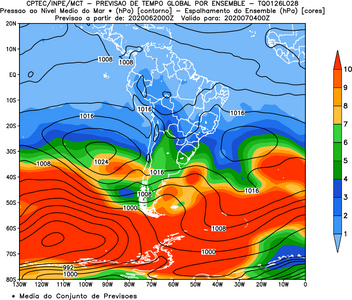 CPTEC/INPE/MCT - PREVISÃO DE TEMPO GLOBAL POR ENSEMBLE - TQ0126L028
Pressao ao Nivel Medio do Mar * (hPa) [contorno] - Espalhamento do Ensemble (hPa) [cores]
Previsao a partir de: 2020062000Z Valido para: 2020070400Z
20N
10N
EQ
10S
20S
30S
40S
50S
60S
70S
80S
130W 120W 110W 100W 90W 80W 70W 60W 50W 40W 30W 20W 10W 0
1008
1008
1016
1016
1016
1008
1024
1016
1016
1008
1000
1008
1000
992
1000
10
9
8
7
6
5
4
3
2
1
* Media do Conjunto de Previsoes